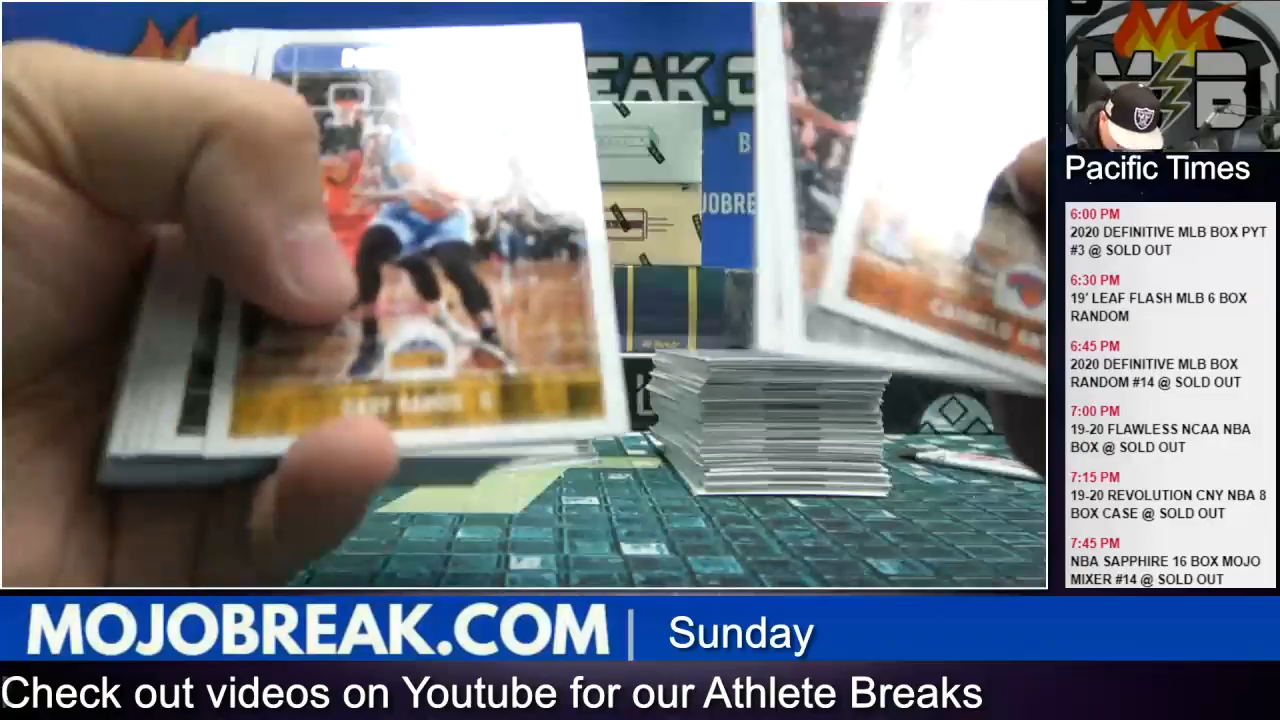 EAK.C
B
JOBRE
CARMELO AN
M B
Pacific Times
6:00 PM
2020 DEFINITIVE MLB BOX PYT
#3 @ SOLD OUT
6:30 PM
19' LEAF FLASH MLB 6 BOX
RANDOM
6:45 PM
2020 DEFINITIVE MLB BOX
RANDOM #14 @ SOLD OUT
7:00 PM
19-20 FLAWLESS NCAA NBA
BOX @ SOLD OUT
7:15 PM
19-20 REVOLUTION CNY NBA 8
BOX CASE @ SOLD OUT
7:45 PM
NBA SAPPHIRE 16 BOX MOJO
MIXER #14 @ SOLD OUT
MOJOBREAK.COM | Sunday
Check out videos on Youtube for our Athlete Breaks